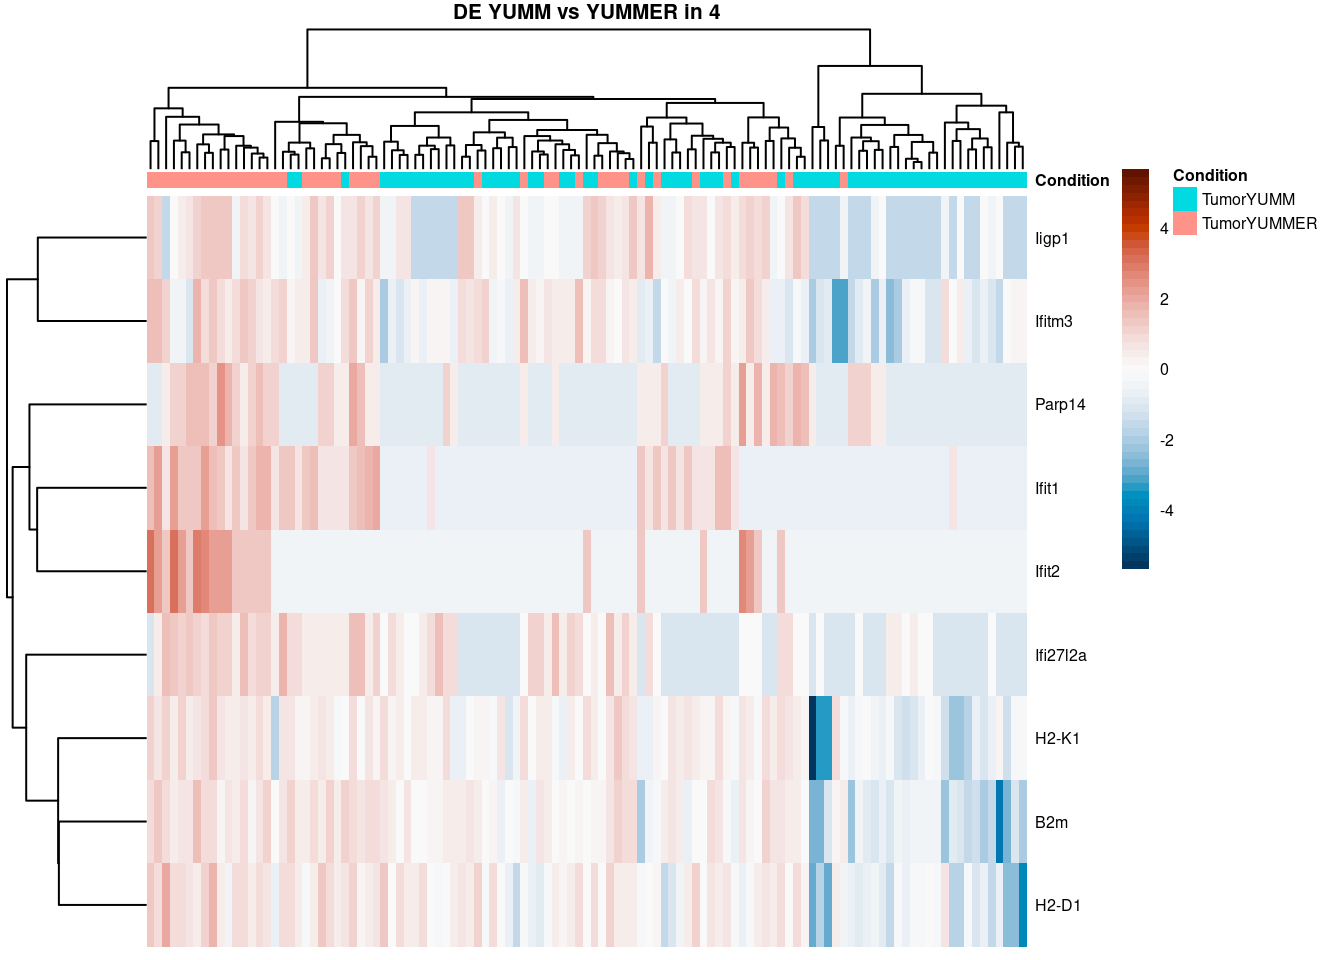 DE YUMM vs YUMMER in 4
Condition
Iigp1
Ifitm3
Parp14
Ifit1
Ifit2
Ifi27l2a
H2-K1
B2m
H2-D1
4
2
0
-2
-4
Condition
TumorYUMM
TumorYUMMER